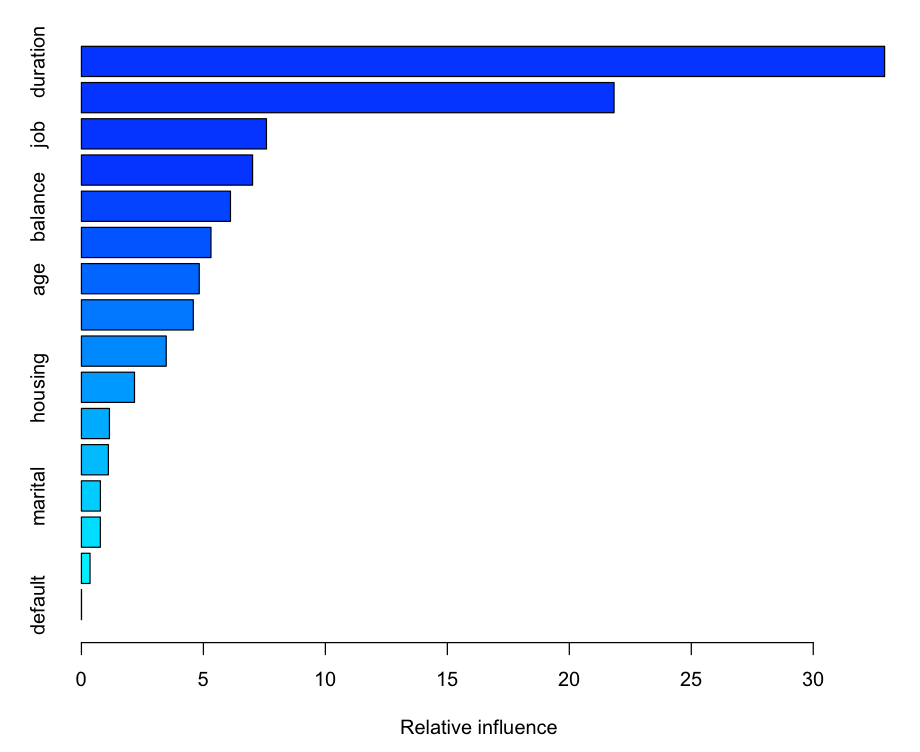 duration
job
balance
age
housing
marital
default
0 5 10 15 20 25 30
Relative influence